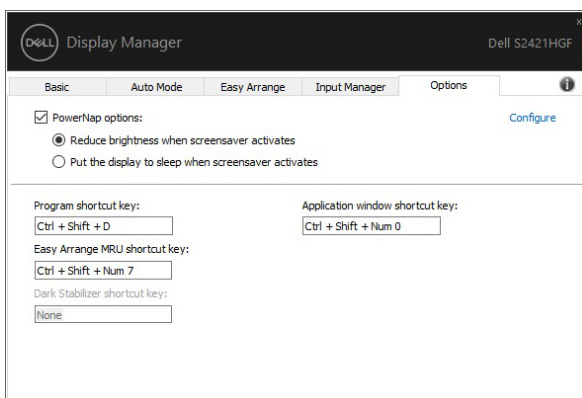 x
DELL Display Manager Dell S2421HGF
Basic Auto Mode Easy Arrange Input Manager Options i
PowerNap options: Configure
Reduce brightness when screensaver activates
Put the display to sleep when screensaver activates
Program shortcut key: Application window shortcut key:
Ctrl + Shift + D Ctrl + Shift + Num 0
Easy Arrange MRU shortcut key:
Ctrl + Shift + Num 7
Dark Stabilizer shortcut key:
None